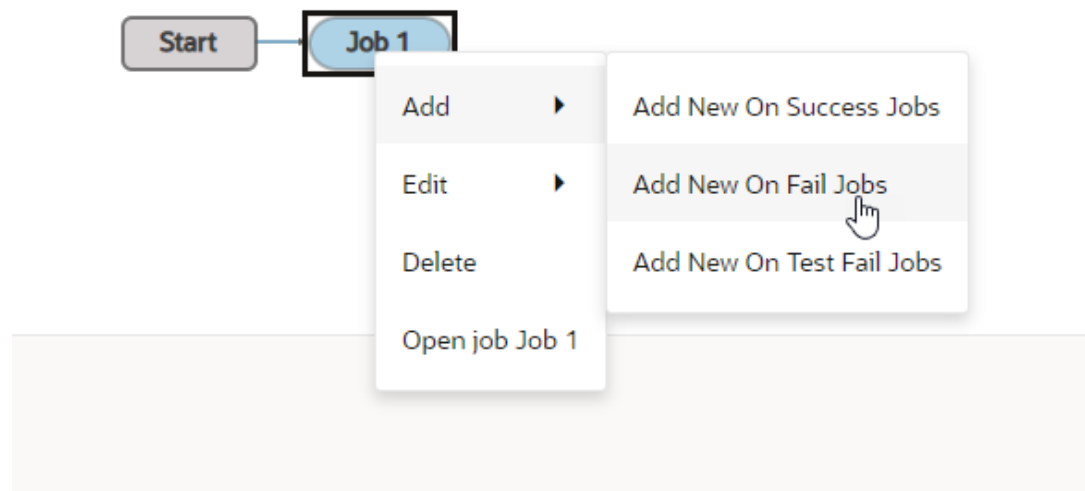 Start
Job 1
Add
Add New On Success Jobs
Edit
Add New On Fail Jobs
Delete
Add New On Test Fail Jobs
Open job Job 1